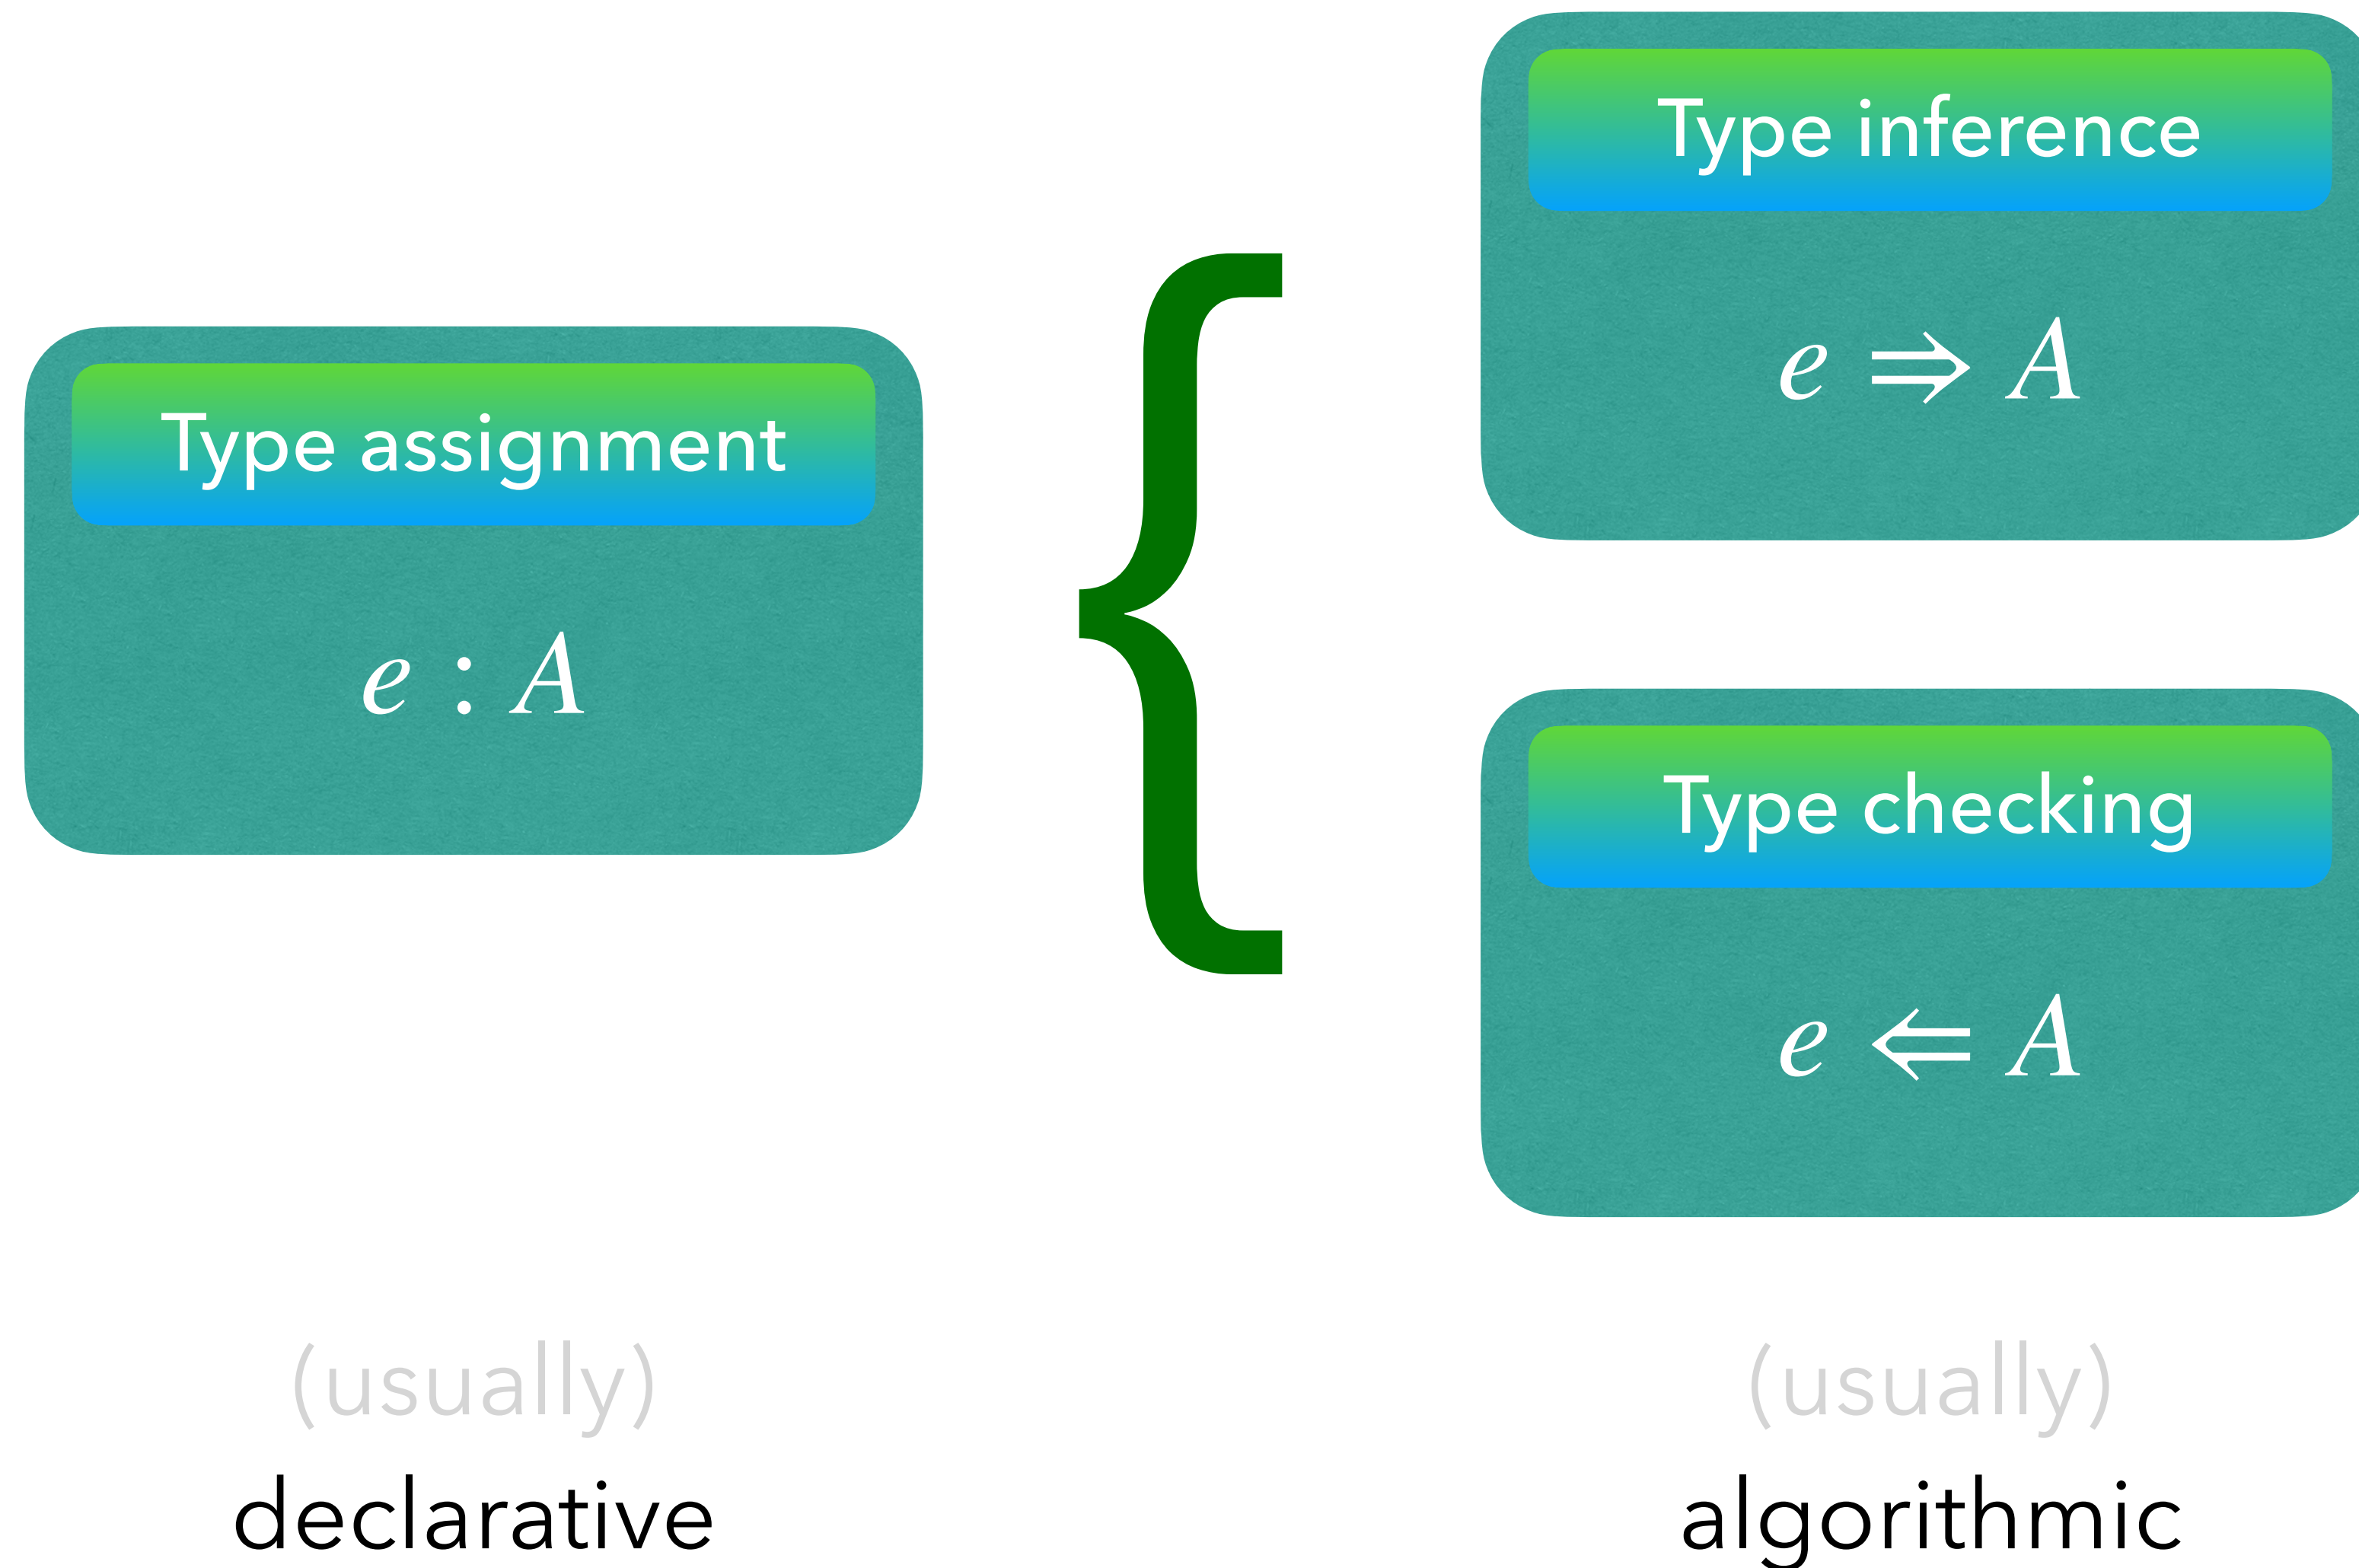 Type assignment
e : A
Type inference
e ⇒ A
Type checking
e ⇐ A
(usually)
declarative
(usually)
algorithmic